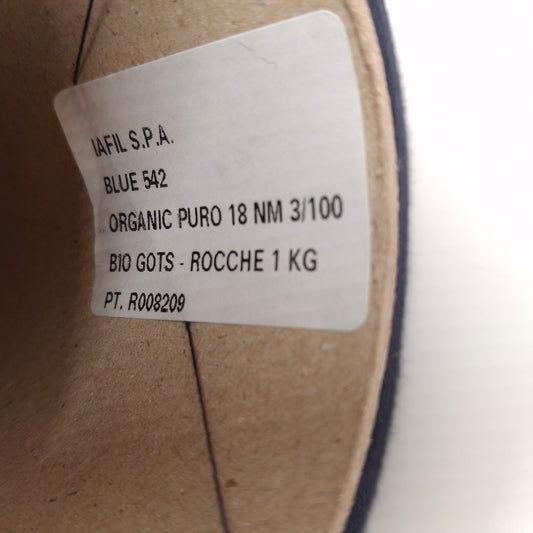 IAFIL S.P.A.
BLUE 542
ORGANIC PURO 18 NM 3/100
BIO GOTS - ROCCHE 1 KG
PT. R008209